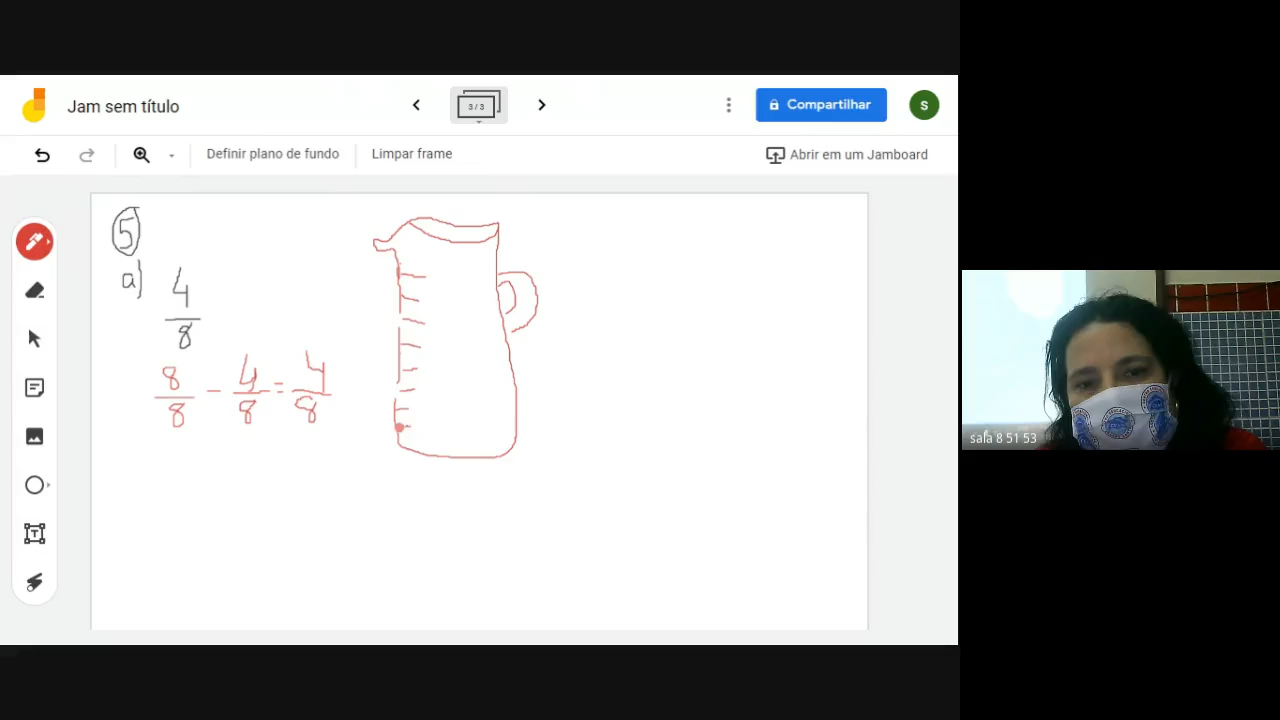 Jam sem título
3 / 3
Compartilhar
S
Definir plano de fundo
Limpar frame
Abrir em um Jamboard
5
a) 4/8
8/8 - 4/8 = 4/8
T
sala 8 51 53